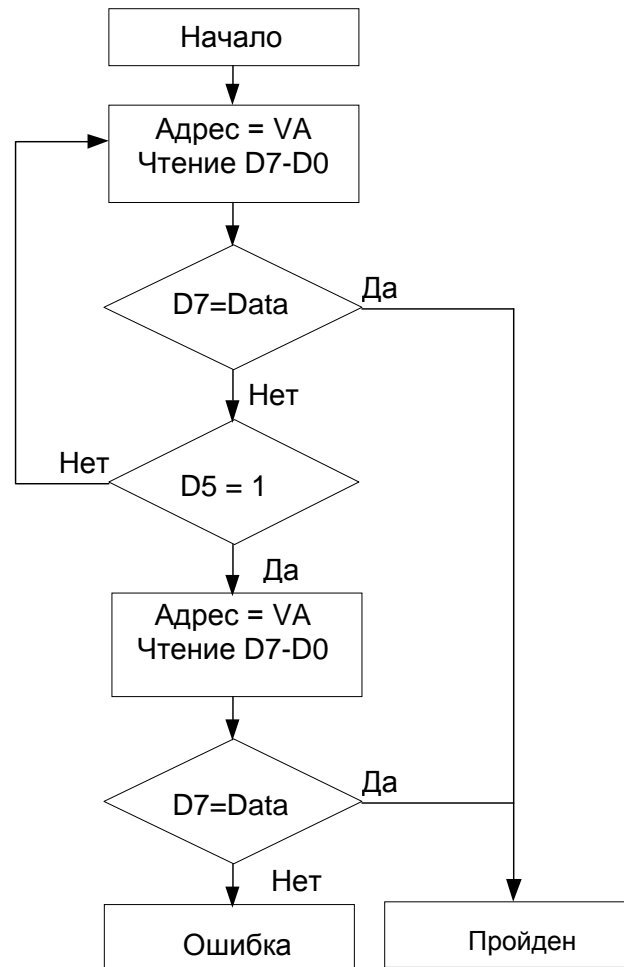 Начало
Адрес = VA
Чтение D7-D0
D7=Data
Да
Нет
D5 = 1
Нет
Да
Адрес = VA
Чтение D7-D0
D7=Data
Да
Нет
Ошибка
Пройден